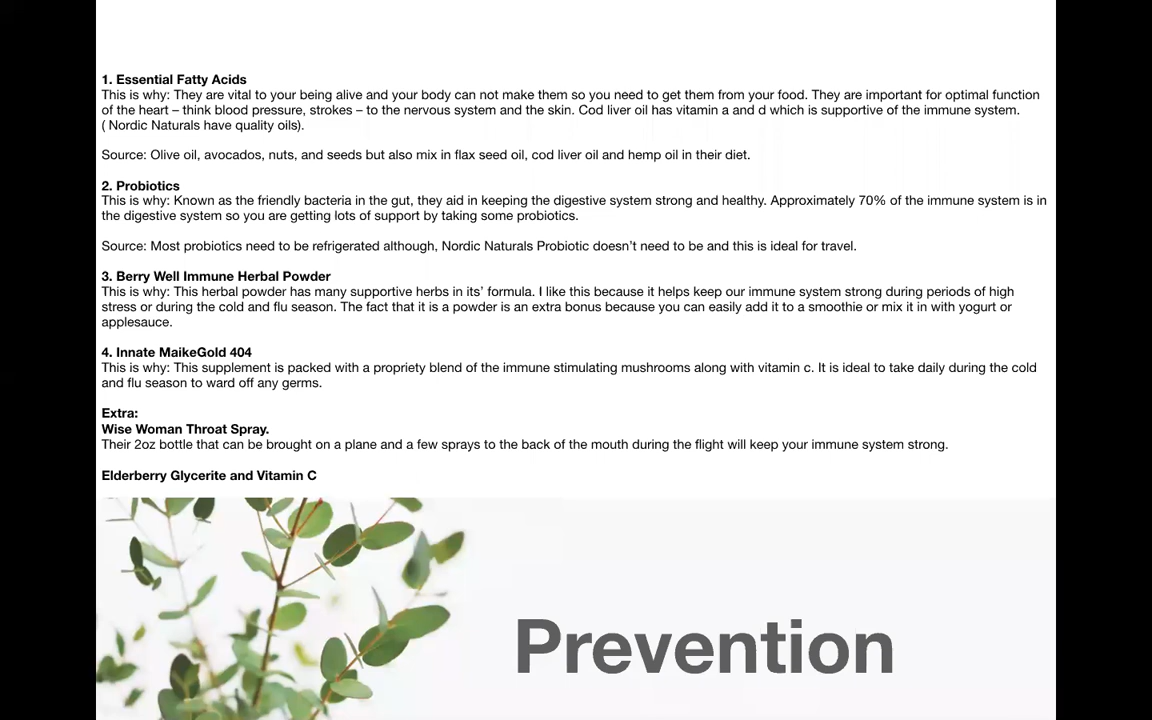 1. Essential Fatty Acids
This is why: They are vital to your being alive and your body can not make them so you need to get them from your food. They are important for optimal function
of the heart – think blood pressure, strokes – to the nervous system and the skin. Cod liver oil has vitamin a and d which is supportive of the immune system.
( Nordic Naturals have quality oils).
Source: Olive oil, avocados, nuts, and seeds but also mix in flax seed oil, cod liver oil and hemp oil in their diet.
2. Probiotics
This is why: Known as the friendly bacteria in the gut, they aid in keeping the digestive system strong and healthy. Approximately 70% of the immune system is in
the digestive system so you are getting lots of support by taking some probiotics.
Source: Most probiotics need to be refrigerated although, Nordic Naturals Probiotic doesn’t need to be and this is ideal for travel.
3. Berry Well Immune Herbal Powder
This is why: This herbal powder has many supportive herbs in its’ formula. I like this because it helps keep our immune system strong during periods of high
stress or during the cold and flu season. The fact that it is a powder is an extra bonus because you can easily add it to a smoothie or mix it in with yogurt or
applesauce.
4. Innate MaikeGold 404
This is why: This supplement is packed with a propriety blend of the immune stimulating mushrooms along with vitamin c. It is ideal to take daily during the cold
and flu season to ward off any germs.
Extra:
Wise Woman Throat Spray.
Their 2oz bottle that can be brought on a plane and a few sprays to the back of the mouth during the flight will keep your immune system strong.
Elderberry Glycerite and Vitamin C
Prevention